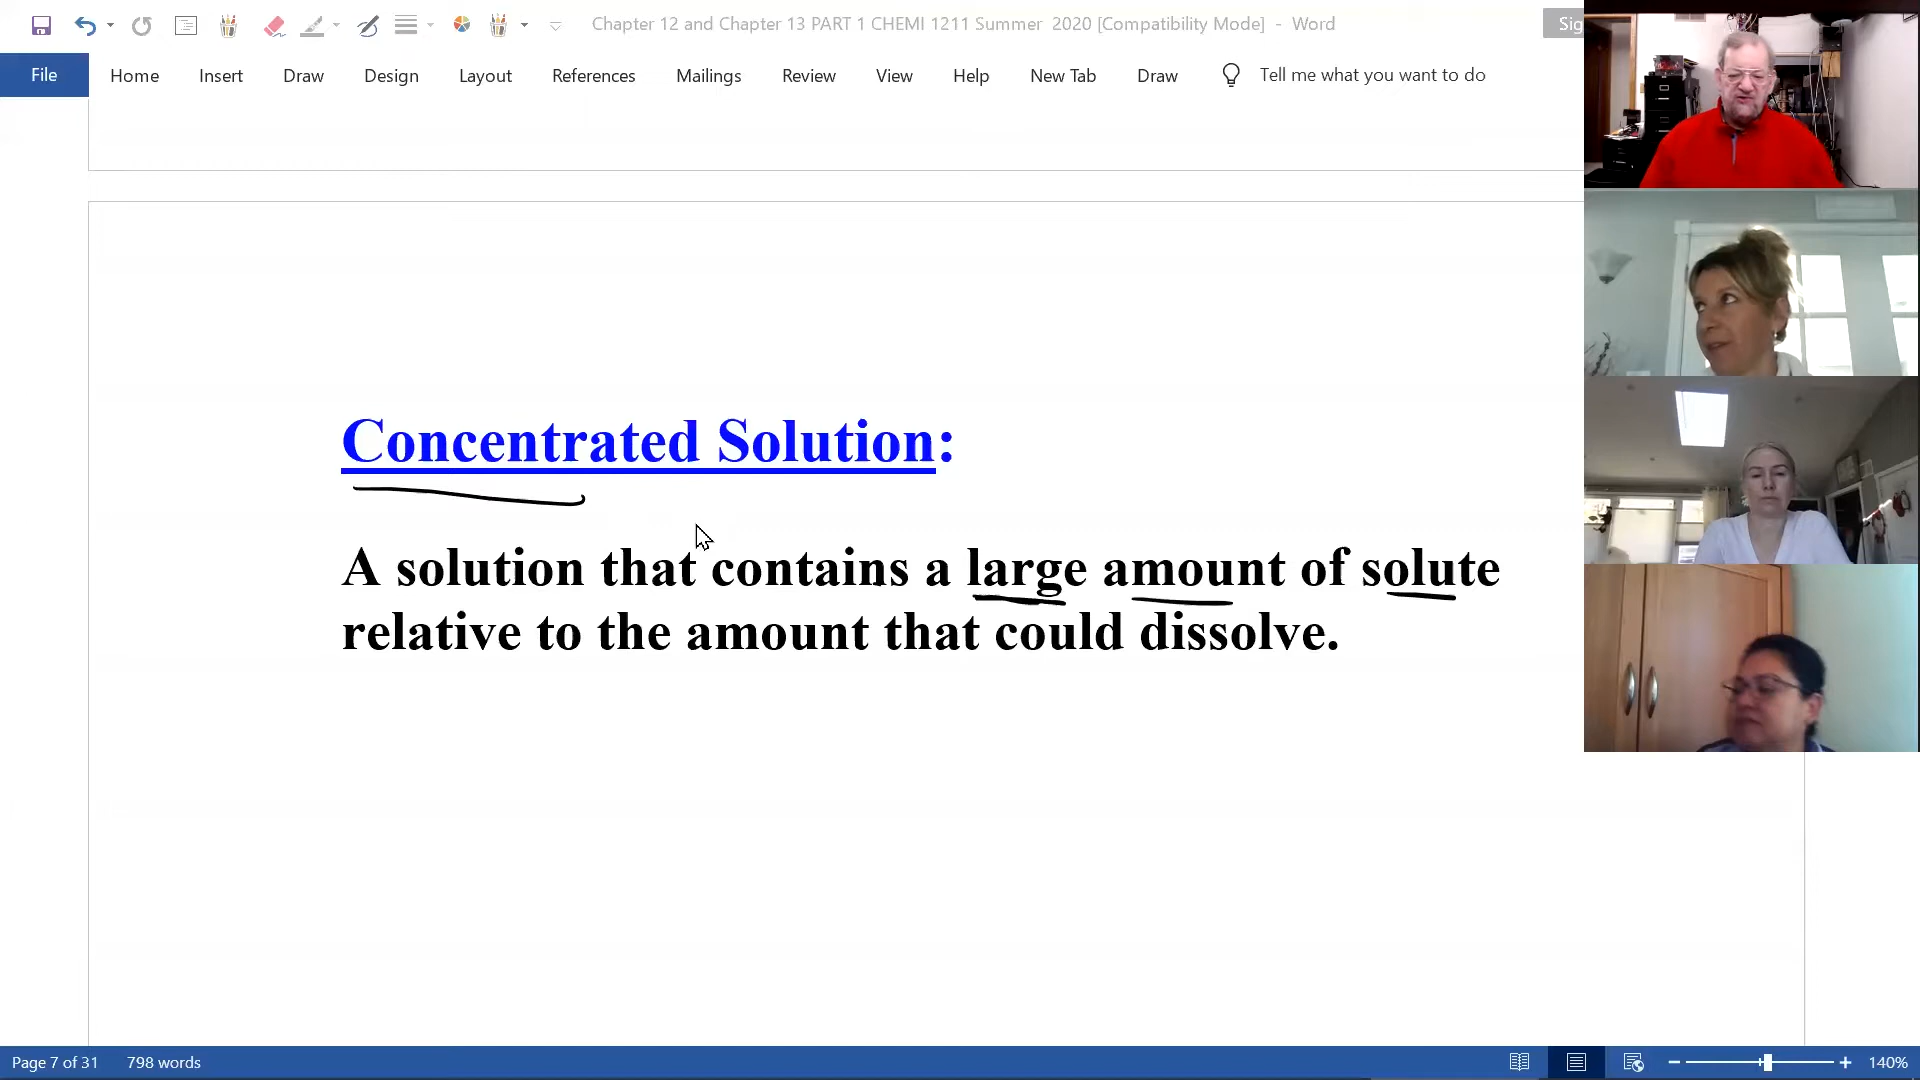 Chapter 12 and Chapter 13 PART 1 CHEMI 1211 Summer 2020 [Compatibility Mode] - Word
Sig
File Home Insert Draw Design Layout References Mailings Review View Help New Tab Draw Tell me what you want to do
Concentrated Solution:
A solution that contains a large amount of solute
relative to the amount that could dissolve.
Page 7 of 31 798 words 140%